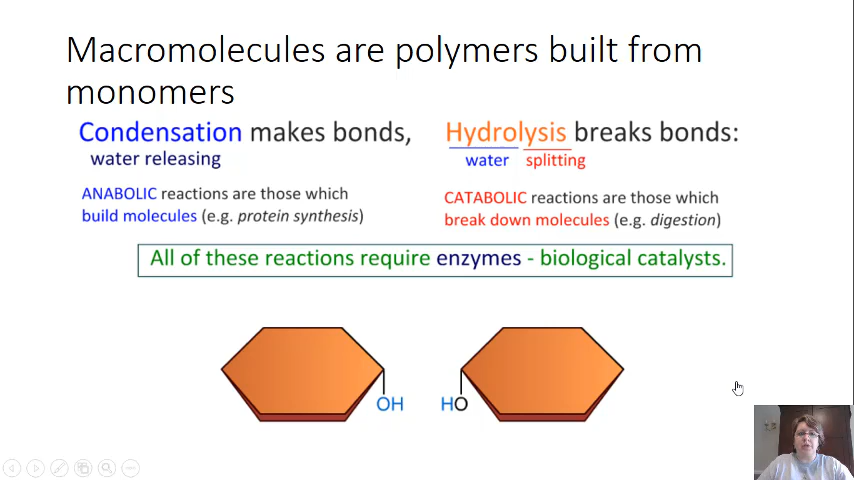 Macromolecules are polymers built from
monomers
Condensation makes bonds,
water releasing
ANABOLIC reactions are those which
build molecules (e.g. protein synthesis)
Hydrolysis breaks bonds:
water splitting
CATABOLIC reactions are those which
break down molecules (e.g. digestion)
All of these reactions require enzymes - biological catalysts.
OH
HO